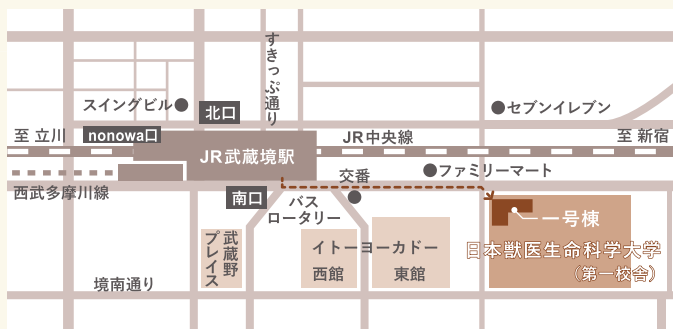 すきっぷ通り
スイングビル
北口
セブンイレブン
至 立川
nonowa口
JR中央線
至 新宿
JR武蔵境駅
ファミリーマート
交番
西武多摩川線
南口
バス
ロータリー
一号棟
武蔵野
プレイス
イトーヨーカドー
西館
東館
日本獣医生命科学大学
(第一校舎)
境南通り